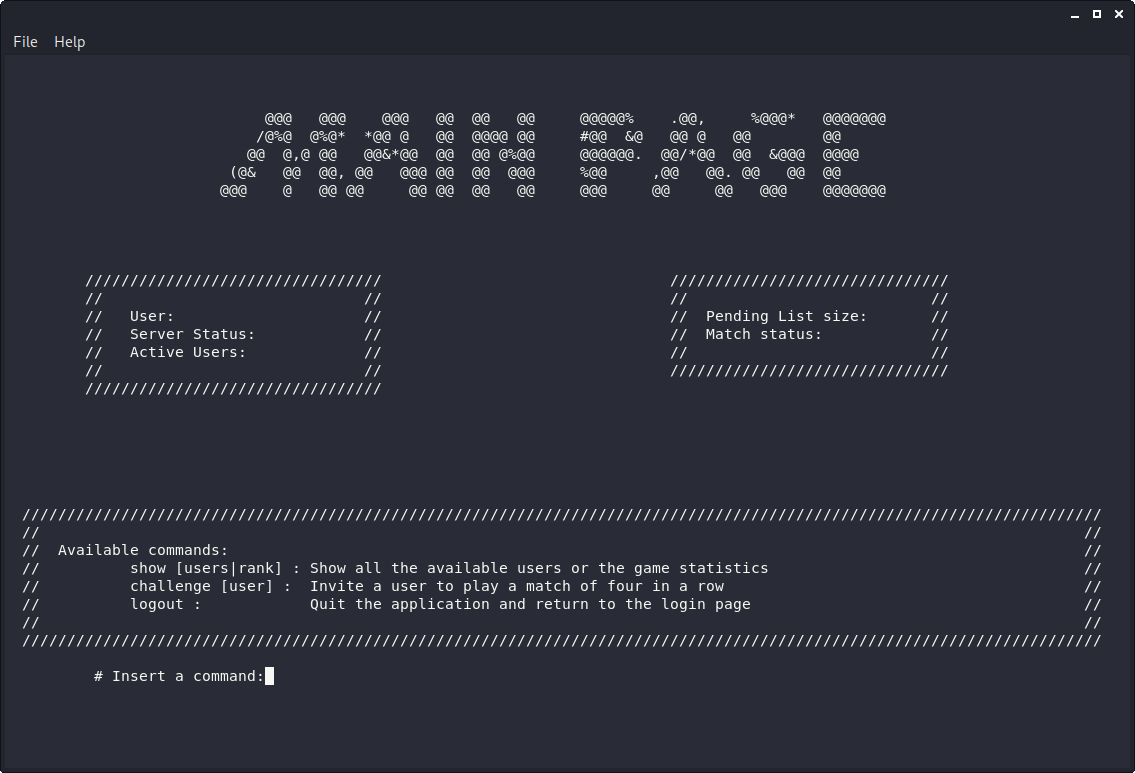 File Help
MAIN PAGE
User:
Server Status:
Active Users:
Pending List size:
Match status:
Available commands:
show [users|rank] : Show all the available users or the game statistics
challenge [user] : Invite a user to play a match of four in a row
logout : Quit the application and return to the login page
# Insert a command: